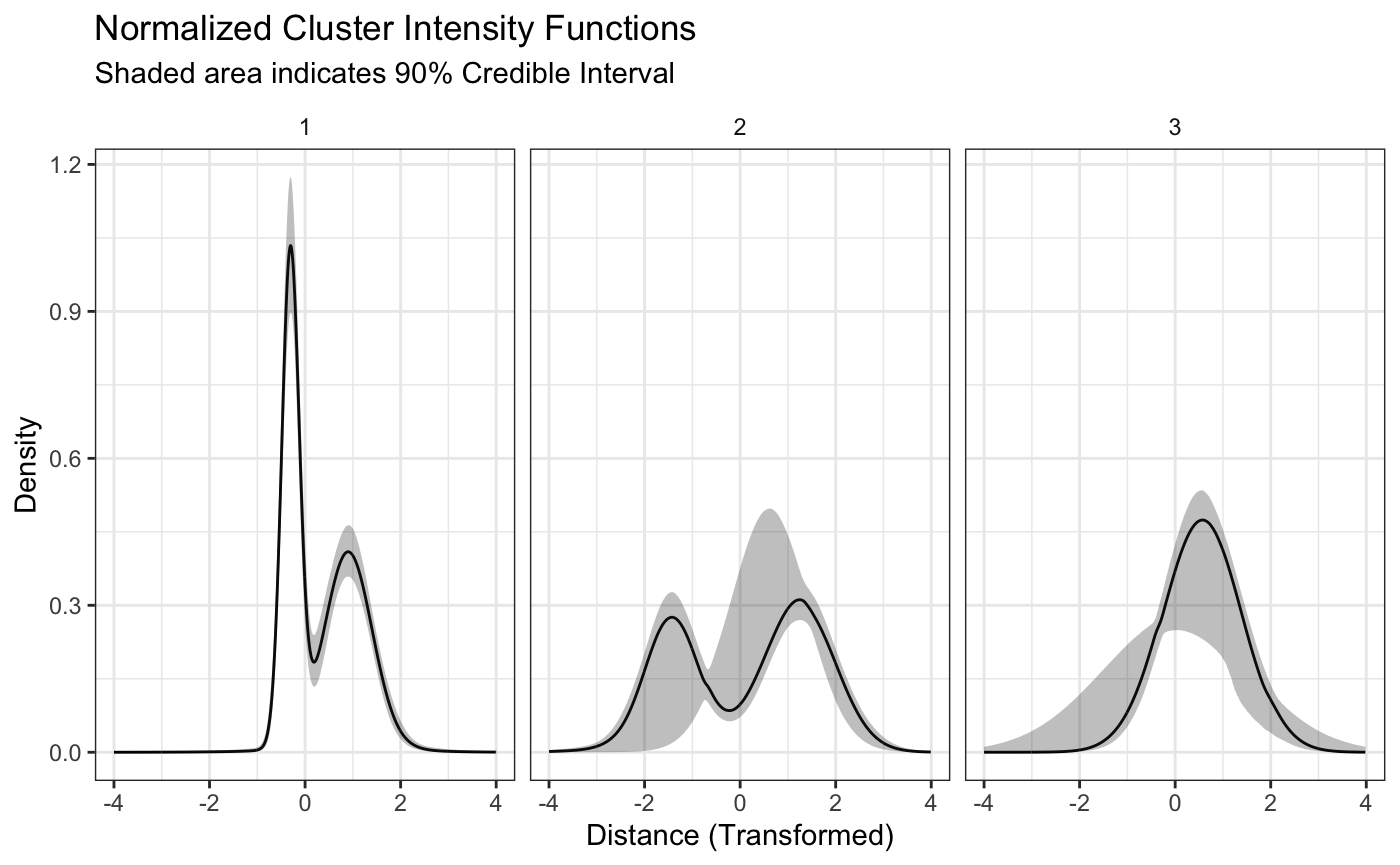 Normalized Cluster Intensity Functions
Shaded area indicates 90% Credible Interval
1 2 3
1.2
0.9
0.6
0.3
0.0
Density
-4 -2 0 2 4 -4 -2 0 2 4 -4 -2 0 2 4
Distance (Transformed)